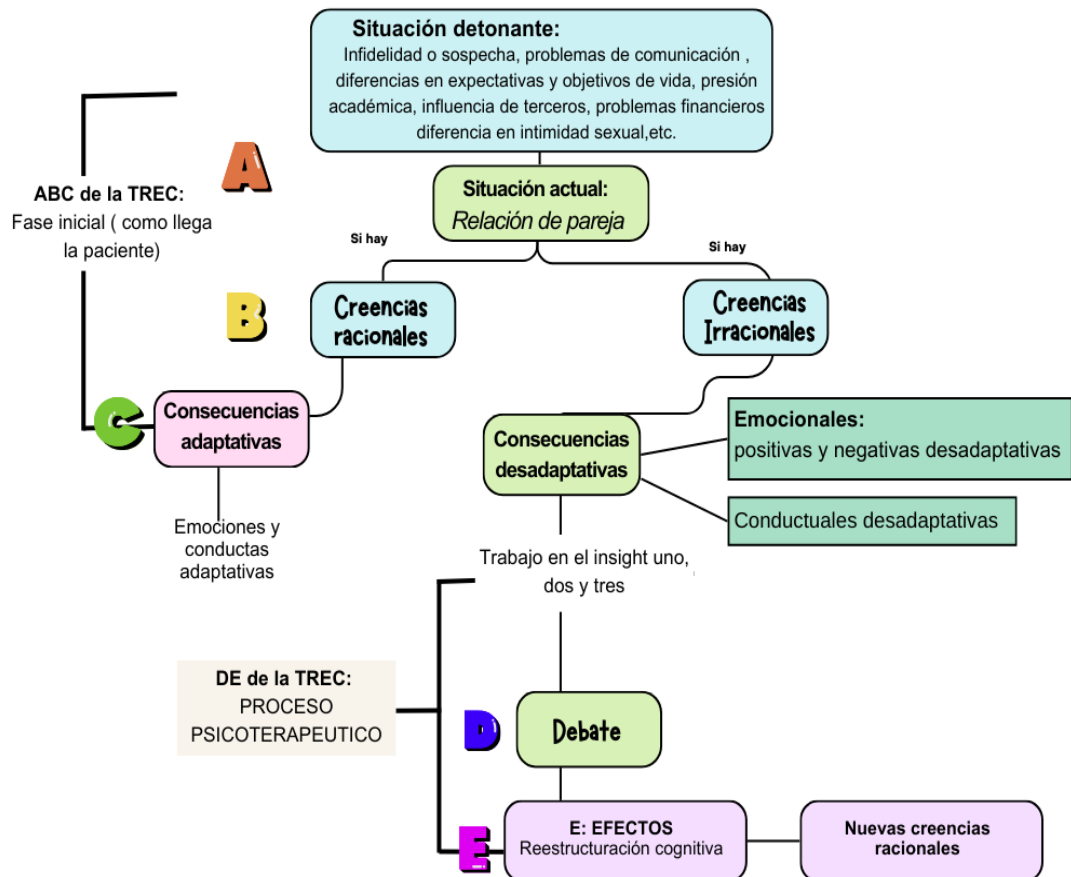 Situación detonante:
Infidelidad o sospecha, problemas de comunicación ,
diferencias en expectativas y objetivos de vida, presión
académica, influencia de terceros, problemas financieros
diferencia en intimidad sexual,etc.
A
ABC de la TREC:
Fase inicial ( como llega
la paciente)
Situación actual:
Relación de pareja
Si hay
Si hay
B
Creencias
racionales
Creencias
Irracionales
C
Consecuencias
adaptativas
Consecuencias
desadaptativas
Emocionales:
positivas y negativas desadaptativas
Conductuales desadaptativas
Emociones y
conductas
adaptativas
Trabajo en el insight uno,
dos y tres
DE de la TREC:
PROCESO
PSICOTERAPEUTICO
D
Debate
E
E: EFECTOS
Reestructuración cognitiva
Nuevas creencias
racionales